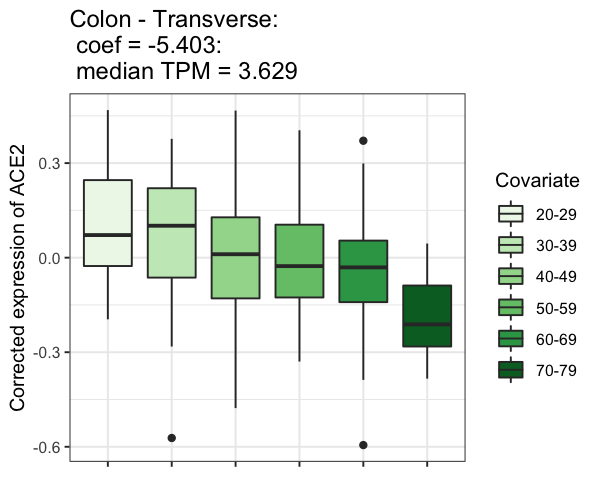 Colon - Transverse:
coef = -5.403:
median TPM = 3.629
Corrected expression of ACE2
0.3
0.0
-0.3
-0.6
Covariate
20-29
30-39
40-49
50-59
60-69
70-79